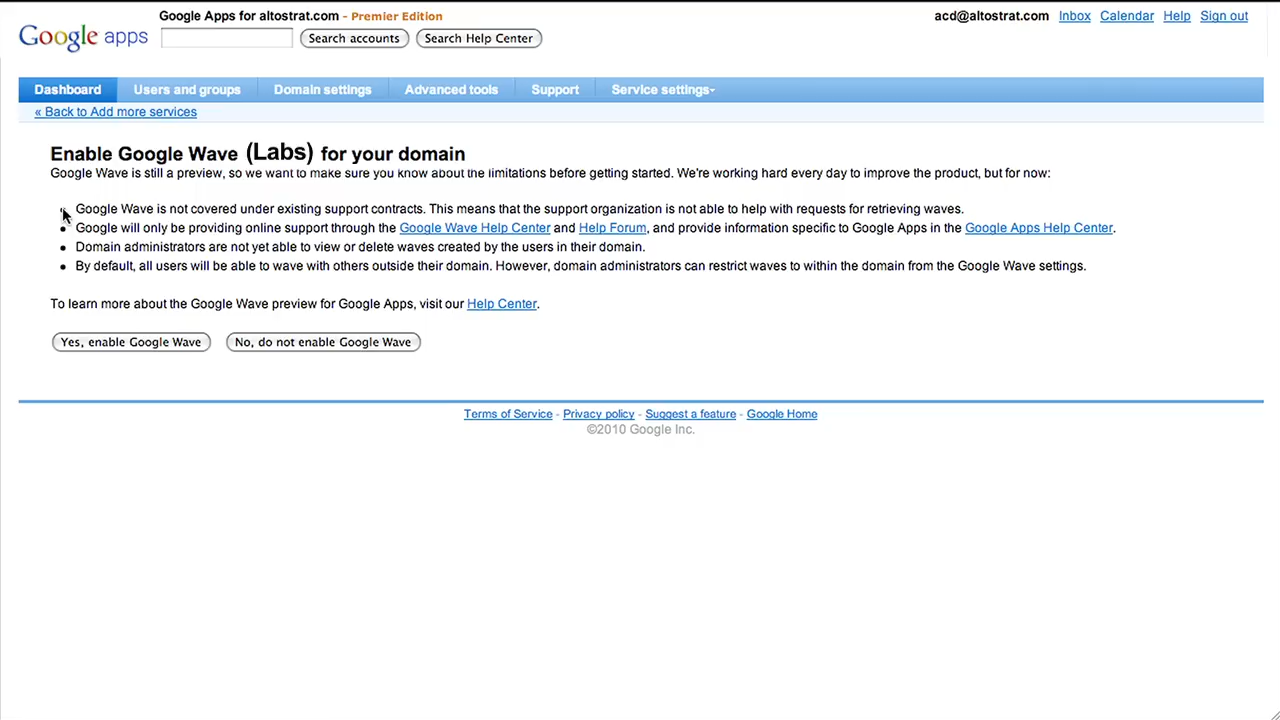 Google Apps for altostrat.com - Premier Edition
acd@altostrat.com Inbox Calendar Help Sign out
Google apps
Search accounts Search Help Center
Dashboard Users and groups Domain settings Advanced tools Support Service settings
« Back to Add more services
Enable Google Wave (Labs) for your domain
Google Wave is still a preview, so we want to make sure you know about the limitations before getting started. We're working hard every day to improve the product, but for now:
Google Wave is not covered under existing support contracts. This means that the support organization is not able to help with requests for retrieving waves.
Google will only be providing online support through the Google Wave Help Center and Help Forum, and provide information specific to Google Apps in the Google Apps Help Center.
Domain administrators are not yet able to view or delete waves created by the users in their domain.
By default, all users will be able to wave with others outside their domain. However, domain administrators can restrict waves to within the domain from the Google Wave settings.
To learn more about the Google Wave preview for Google Apps, visit our Help Center.
Yes, enable Google Wave No, do not enable Google Wave
Terms of Service - Privacy policy - Suggest a feature - Google Home
©2010 Google Inc.